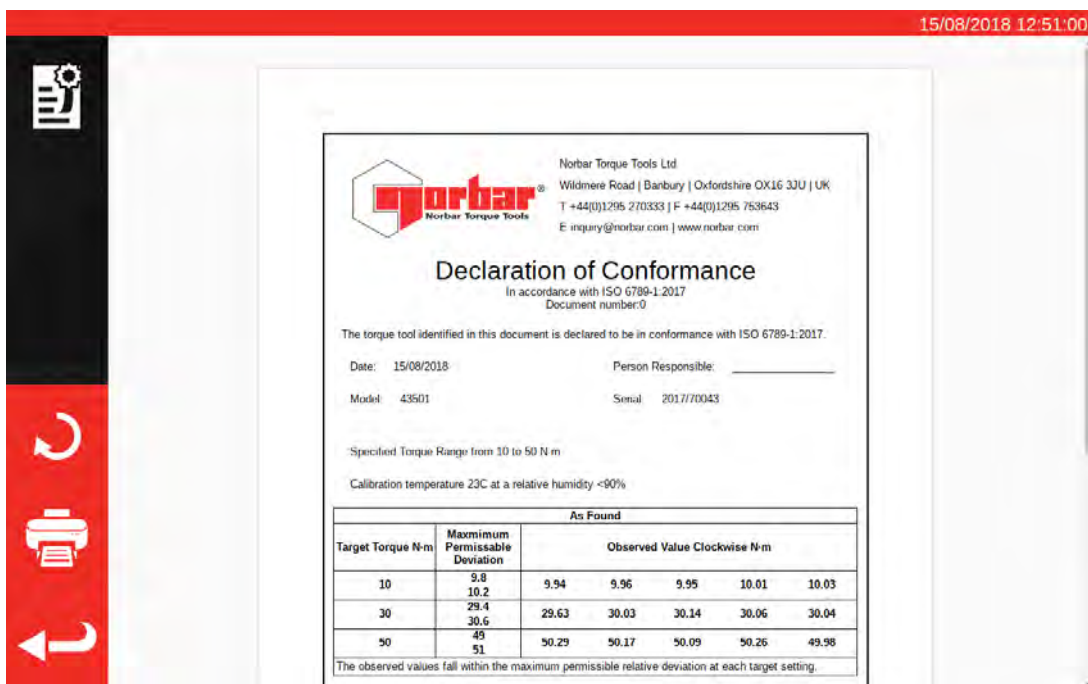 15/08/2018 12:51:00
norbar®
Norbar Torque Tools
Norbar Torque Tools Ltd
Wildmere Road | Banbury | Oxfordshire OX16 3JU | UK
T +44(0)1295 270333 | F +44(0)1295 753643
E inquiry@norbar.com | www.norbar.com
Declaration of Conformance
In accordance with ISO 6789-1:2017
Document number:0
The torque tool identified in this document is declared to be in conformance with ISO 6789-1:2017.
Date: 15/08/2018 Person Responsible:
Model 43501 Serial 2017/70043
Specified Torque Range from 10 to 50 N m
Calibration temperature 23C at a relative humidity <90%
As Found
Target Torque N·m Maxmimum Permissable Deviation Observed Value Clockwise N·m
10 9.8 10.2 9.94 9.96 9.95 10.01 10.03
30 29.4 30.6 29.63 30.03 30.14 30.06 30.04
50 49 51 50.29 50.17 50.09 50.26 49.98
The observed values fall within the maximum permissible relative deviation at each target setting.